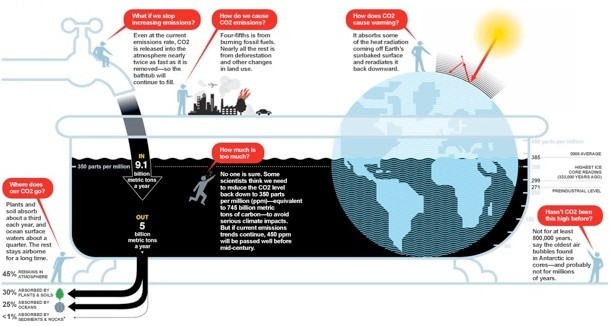 What if we stop
increasing emissions?
Even at the current
emissions rate, CO2
is released into the
atmosphere nearly
twice as fast as it is
removed—so the
bathtub will
continue to fill.
How do we cause
CO2 emissions?
Four-fifths is from
burning fossil fuels.
Nearly all the rest is
from deforestation
and other changes
in land use.
How does CO2
cause warming?
It absorbs some
of the heat radiation
coming off Earth's
sunbaked surface
and reradiates it
back downward.
350 parts per million
IN
9.1
billion
metric tons
a year
How much is
too much?
No one is sure. Some
scientists think we need
to reduce the CO2 level
back down to 350 parts
per million (ppm)—equivalent
to 745 billion metric
tons of carbon—to avoid
serious climate impacts.
But if current emissions
trends continue, 450 ppm
will be passed well before
mid-century.
OUT
5
billion
metric tons
a year
450 parts per million
385
2008 AVERAGE
HIGHEST ICE
CORE READING
299
271
PREINDUSTRIAL LEVEL
Where does
our CO2 go?
Plants and
soil absorb
about a third
each year, and
ocean surface
waters about a
quarter. The rest
stays airborne
for a long time.
45% REMAINS IN
ATMOSPHERE
30% ABSORBED BY
PLANTS & SOILS
25% ABSORBED BY
OCEANS
<1% ABSORBED BY
SEDIMENTS & ROCKS*
Hasn't CO2 been
this high before?
Not for at least
800,000 years,
say the oldest air
bubbles found
in Antarctic ice
cores—and probably
not for millions
of years.